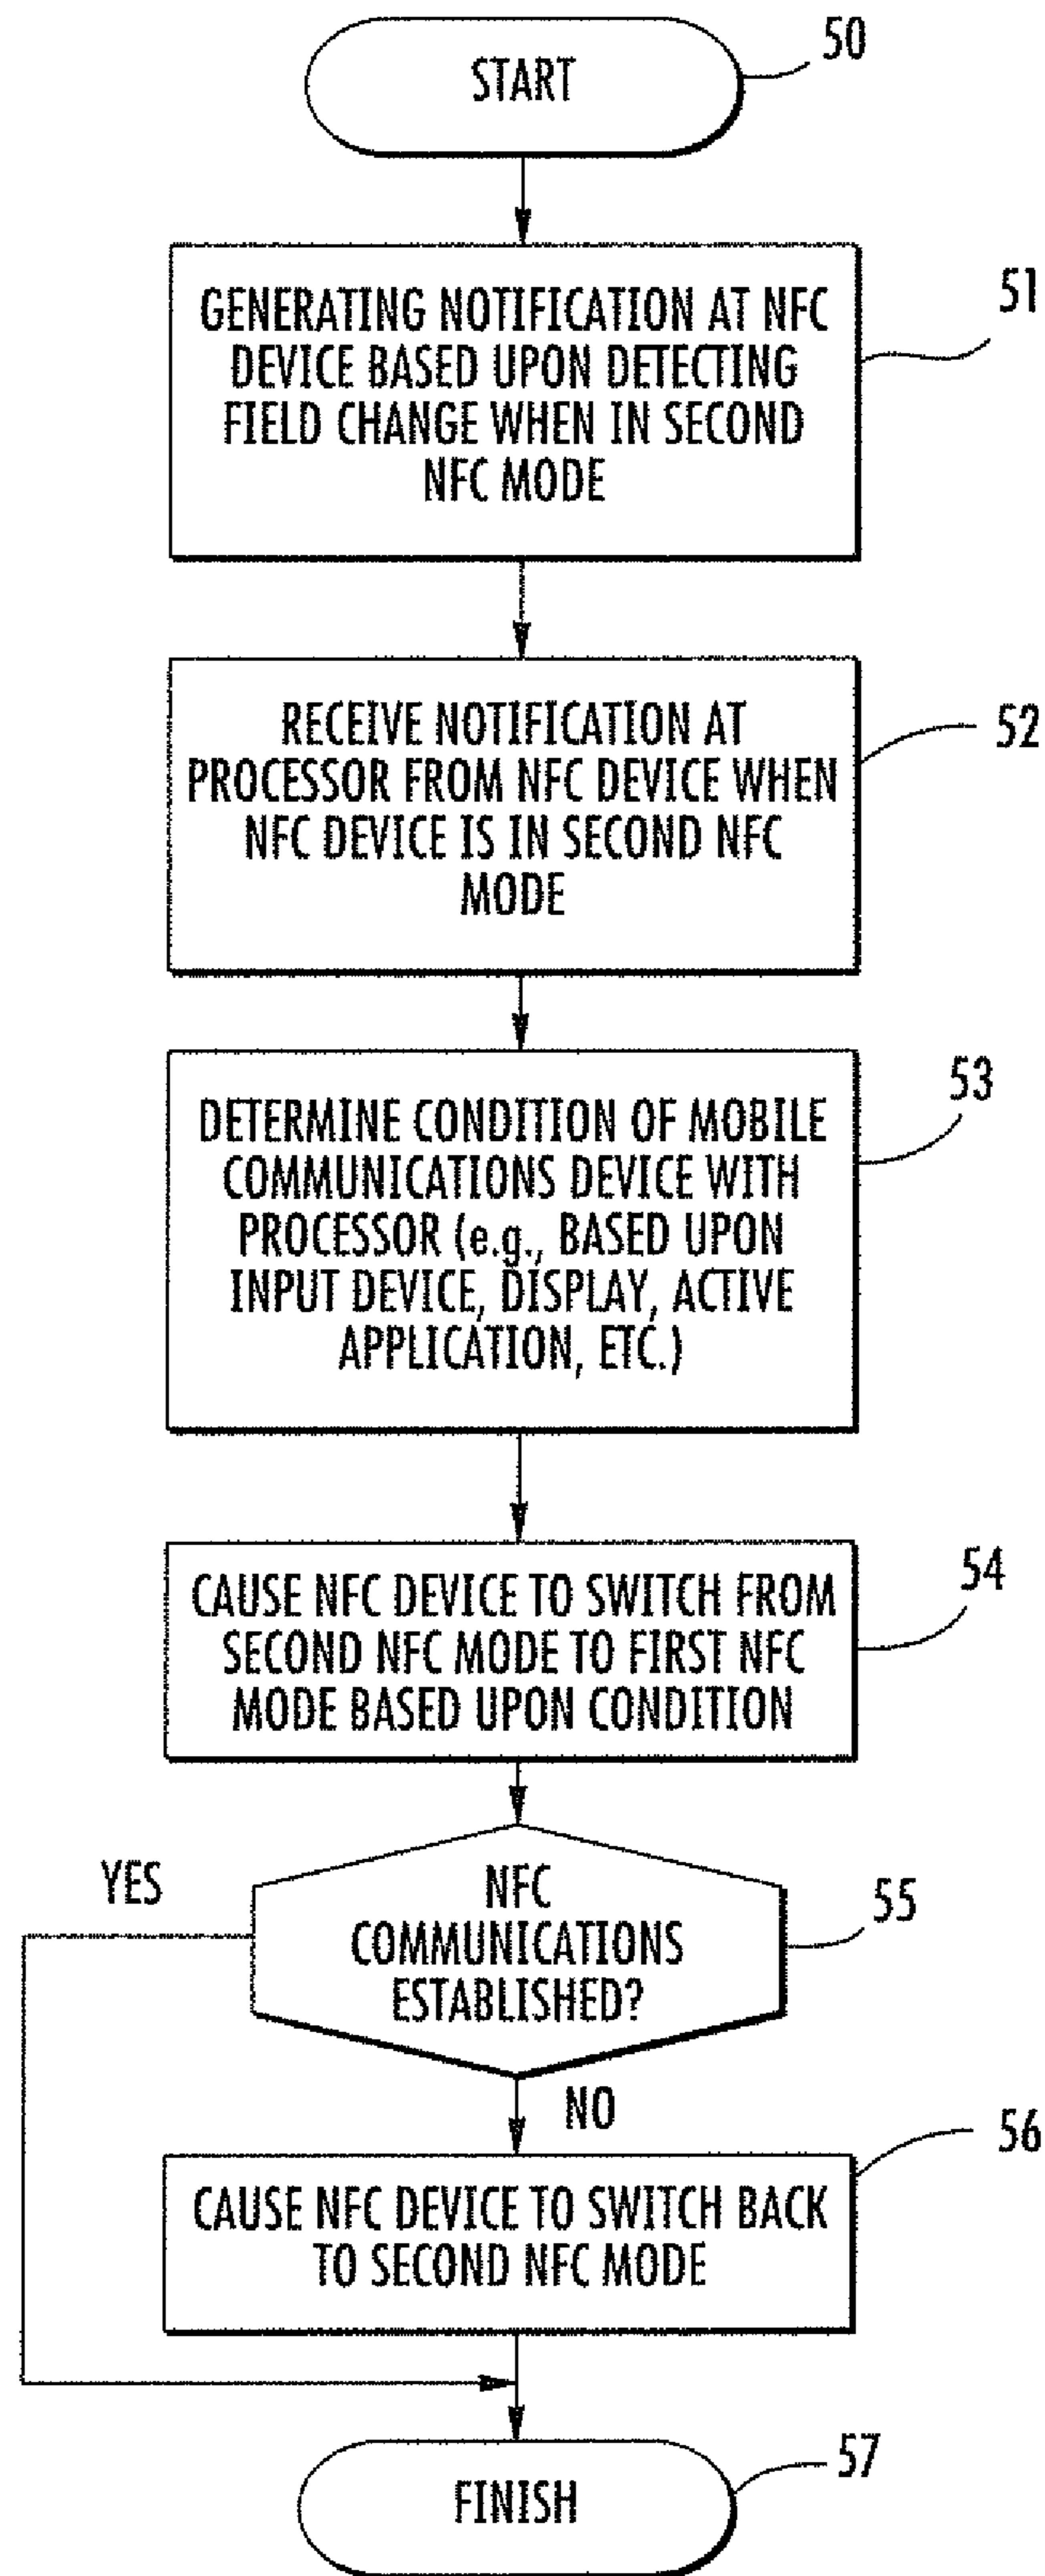 START
50
GENERATING NOTIFICATION AT NFC
DEVICE BASED UPON DETECTING
FIELD CHANGE WHEN IN SECOND
NFC MODE
51
RECEIVE NOTIFICATION AT
PROCESSOR FROM NFC DEVICE WHEN
NFC DEVICE IS IN SECOND NFC
MODE
52
DETERMINE CONDITION OF MOBILE
COMMUNICATIONS DEVICE WITH
PROCESSOR (e.g., BASED UPON
INPUT DEVICE, DISPLAY, ACTIVE
APPLICATION, ETC.)
53
CAUSE NFC DEVICE TO SWITCH FROM
SECOND NFC MODE TO FIRST NFC
MODE BASED UPON CONDITION
54
YES
NFC
COMMUNICATIONS
ESTABLISHED?
55
NO
CAUSE NFC DEVICE TO SWITCH BACK
TO SECOND NFC MODE
56
FINISH
57